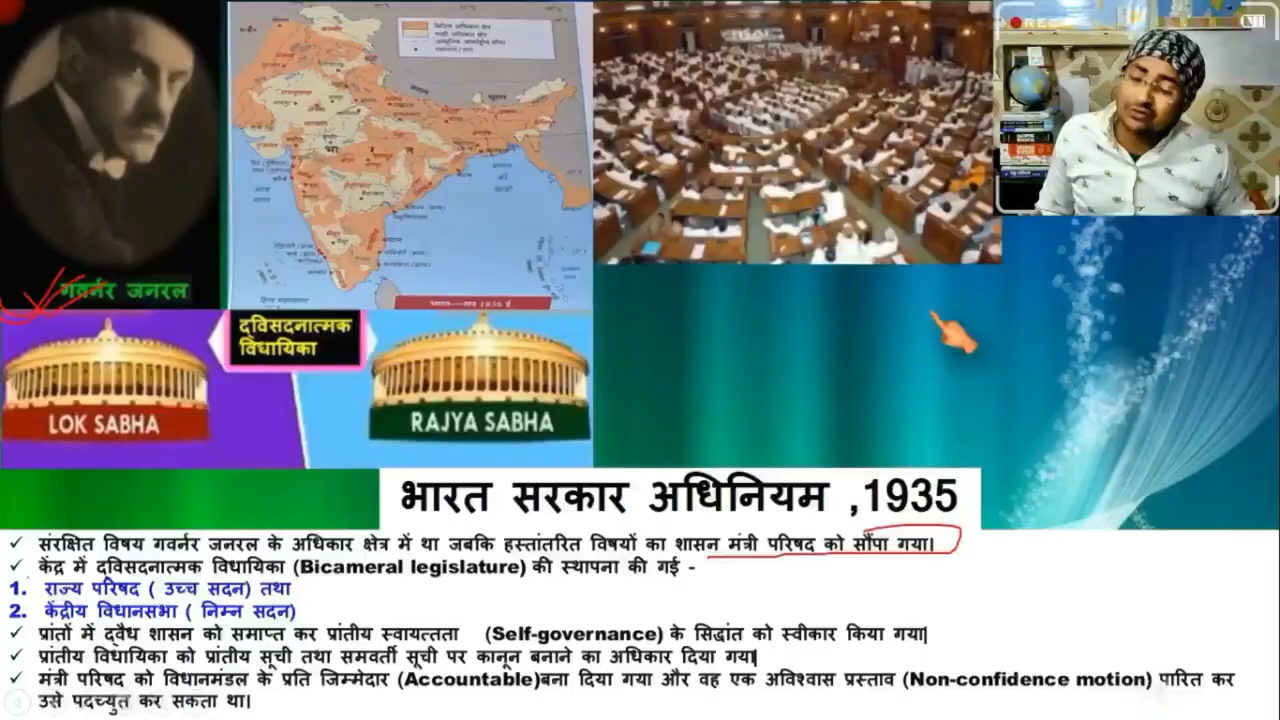 REC
गवर्नर जनरल
भारत—सन् 1936 ई
द्विसदनात्मक
विधायिका
LOK SABHA
RAJYA SABHA
भारत सरकार अधिनियम ,1935
✓ संरक्षित विषय गवर्नर जनरल के अधिकार क्षेत्र में था जबकि हस्तांतरित विषयों का शासन मंत्री परिषद को सौंपा गया।
✓ केंद्र में द्विसदनात्मक विधायिका (Bicameral legislature) की स्थापना की गई -
1. राज्य परिषद ( उच्च सदन) तथा
2. केंद्रीय विधानसभा ( निम्न सदन)
✓ प्रांतों में द्वैध शासन को समाप्त कर प्रांतीय स्वायत्तता (Self-governance) के सिद्धांत को स्वीकार किया गया|
✓ प्रांतीय विधायिका को प्रांतीय सूची तथा समवर्ती सूची पर कानून बनाने का अधिकार दिया गया|
✓ मंत्री परिषद को विधानमंडल के प्रति जिम्मेदार (Accountable)बना दिया गया और वह एक अविश्वास प्रस्ताव (Non-confidence motion) पारित कर
उसे पदच्युत कर सकता था।